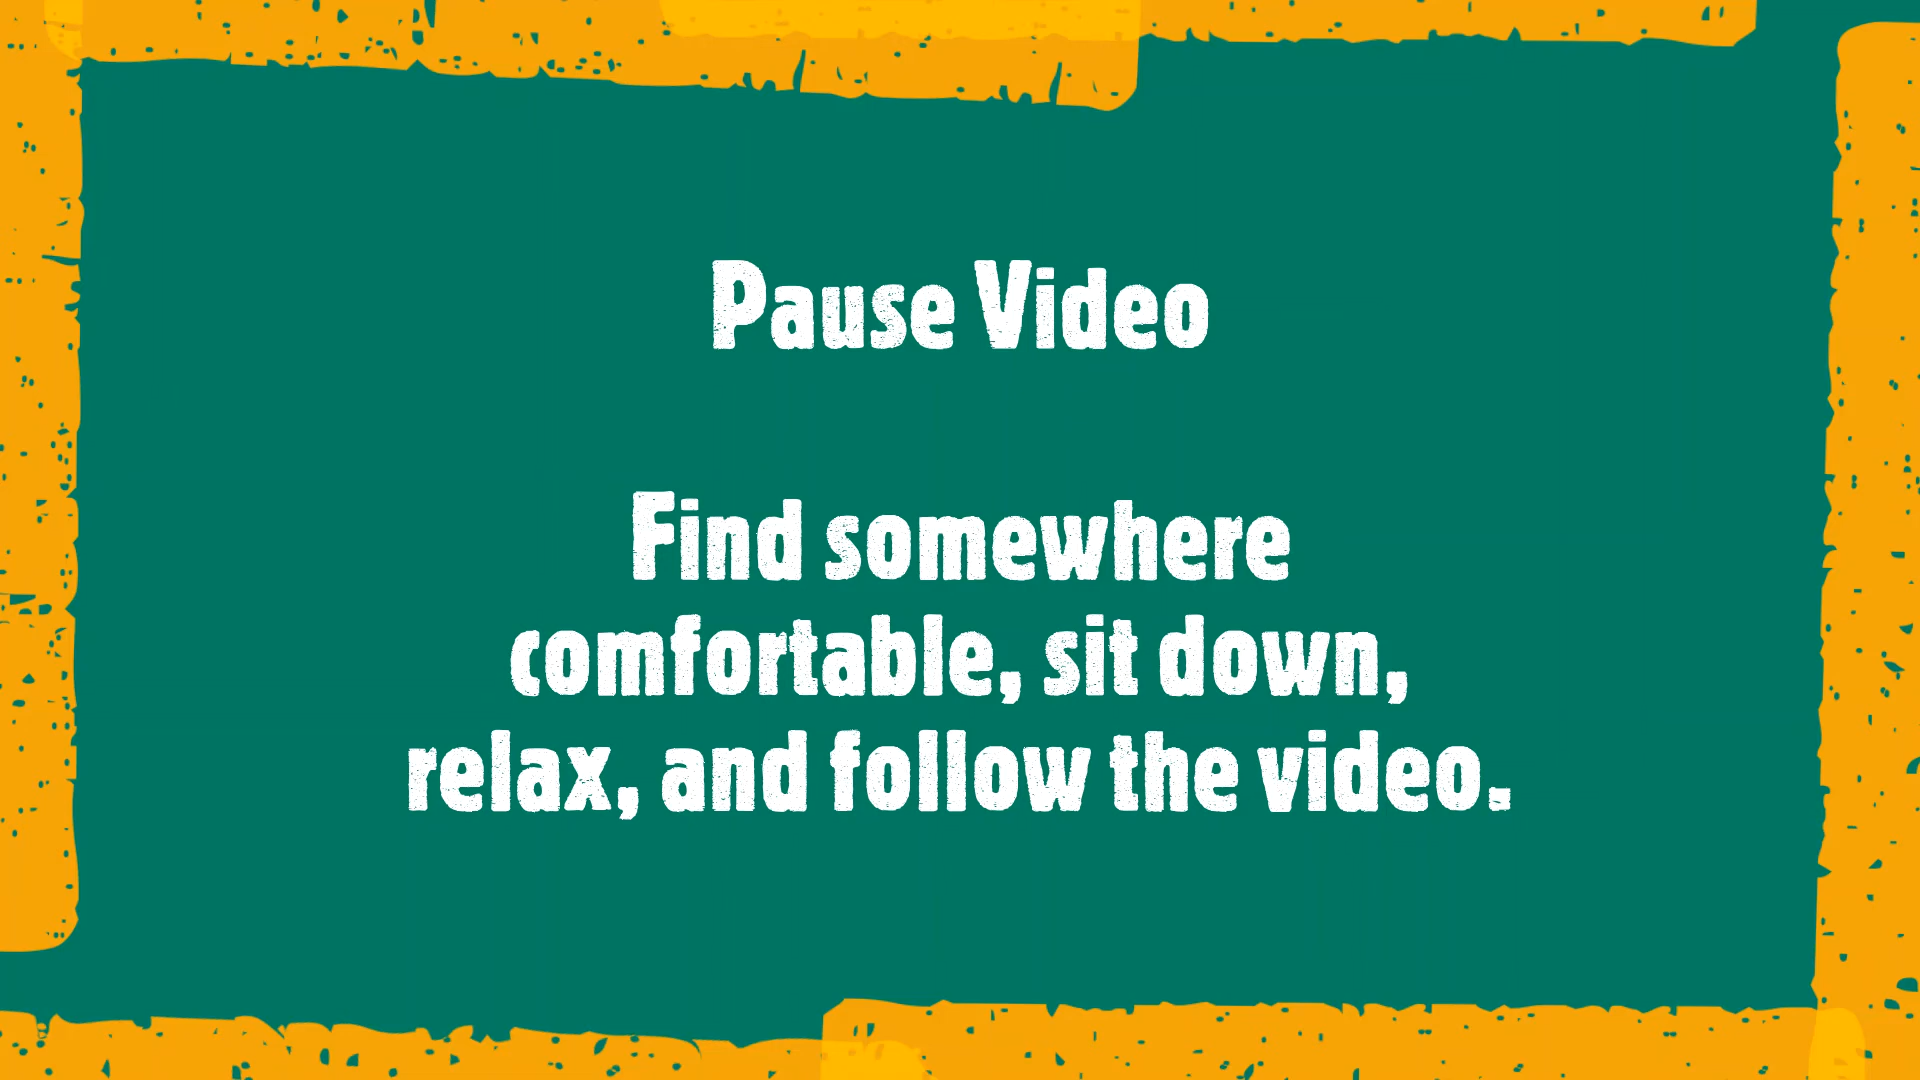 Pause Video
Find somewhere
comfortable, sit down,
relax, and follow the video.